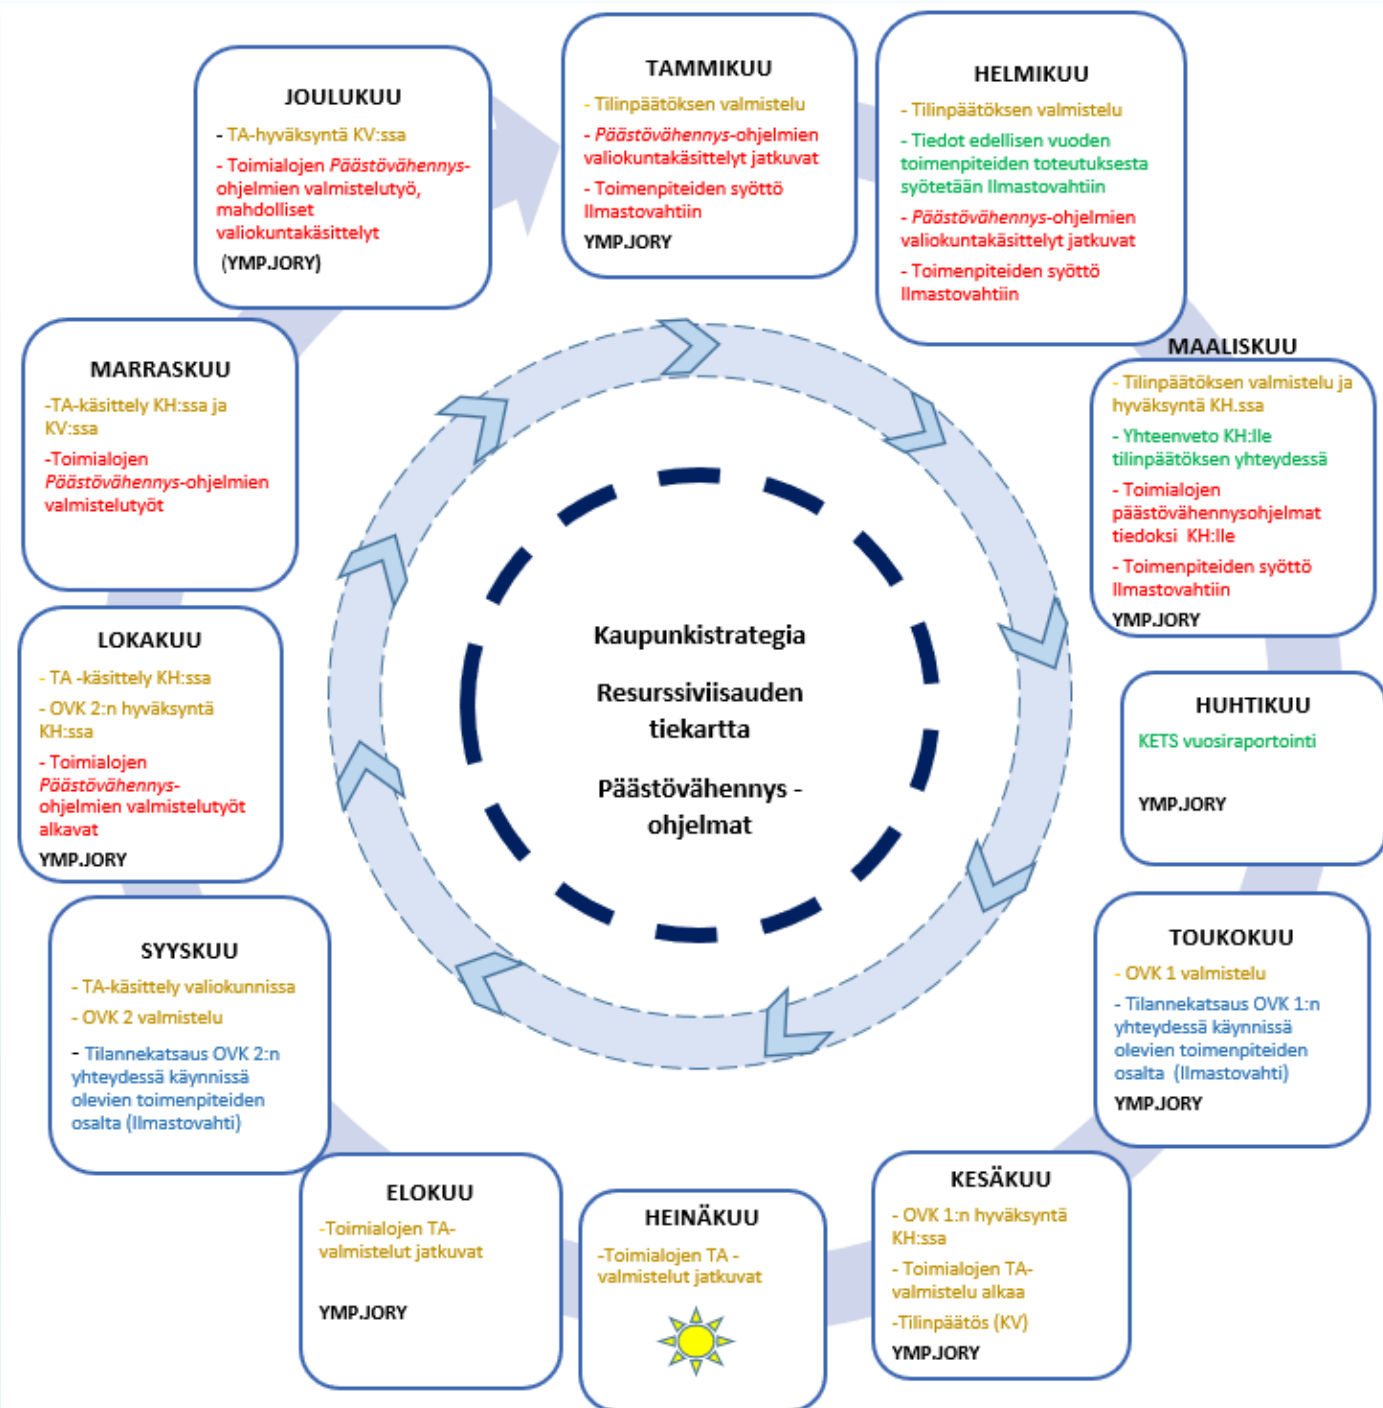 TAMMIKUU
- Tilinpäätöksen valmistelu
- Päästövähennys-ohjelmien
valiokuntakäsittelyt jatkuvat
- Toimenpiteiden syöttö
Ilmastovahtiin
YMP.JORY
HELMIKUU
- Tilinpäätöksen valmistelu
- Tiedot edellisen vuoden
toimenpiteiden toteutuksesta
syötetään Ilmastovahtiin
- Päästövähennys-ohjelmien
valiokuntakäsittelyt jatkuvat
- Toimenpiteiden syöttö
Ilmastovahtiin
MAALISKUU
- Tilinpäätöksen valmistelu ja
hyväksyntä KH.ssa
- Yhteenveto KH:lle
tilinpäätöksen yhteydessä
- Toimialojen
päästövähennysohjelmat
tiedoksi KH:lle
- Toimenpiteiden syöttö
Ilmastovahtiin
YMP.JORY
HUHTIKUU
KETS vuosiraportointi
YMP.JORY
TOUKOKUU
- OVK 1 valmistelu
- Tilannekatsaus OVK 1:n
yhteydessä käynnissä
olevien toimenpiteiden
osalta (Ilmastovahti)
YMP.JORY
KESÄKUU
- OVK 1:n hyväksyntä
KH:ssa
- Toimialojen TA-
valmistelu alkaa
-Tilinpäätös (KV)
YMP.JORY
HEINÄKUU
-Toimialojen TA -
valmistelut jatkuvat
ELOKUU
-Toimialojen TA-
valmistelut jatkuvat
YMP.JORY
SYYSKUU
- TA-käsittely valiokunnissa
- OVK 2 valmistelu
- Tilannekatsaus OVK 2:n
yhteydessä käynnissä
olevien toimenpiteiden
osalta (Ilmastovahti)
LOKAKUU
- TA -käsittely KH:ssa
- OVK 2:n hyväksyntä
KH:ssa
- Toimialojen
Päästövähennys-
ohjelmien valmistelutyöt
alkavat
YMP.JORY
MARRASKUU
-TA-käsittely KH:ssa ja
KV:ssa
-Toimialojen
Päästövähennys-ohjelmien
valmistelutyöt
JOULUKUU
- TA-hyväksyntä KV:ssa
- Toimialojen Päästövähennys-
ohjelmien valmistelutyö,
mahdolliset
valiokuntakäsittelyt
(YMP.JORY)
Kaupunkistrategia
Resurssiviisauden
tiekartta
Päästövähennys -
ohjelmat